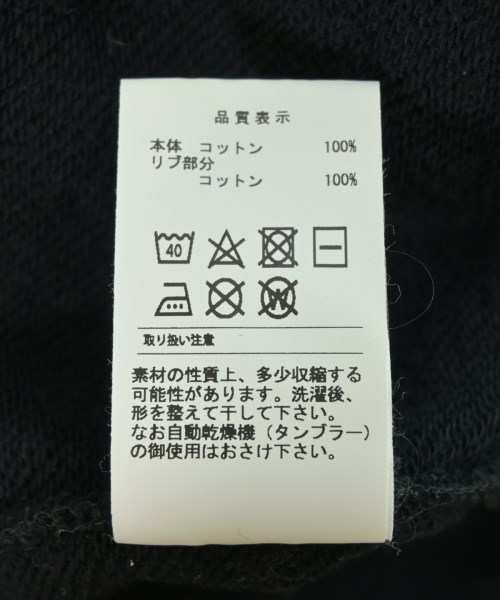 品質表示
本体 コットン 100%
リブ部分
コットン 100%
40
W
取り扱い注意
素材の性質上、多少収縮する
可能性があります。洗濯後、
形を整えて干して下さい。
なお自動乾燥機（タンブラー）
の御使用はおさけ下さい。